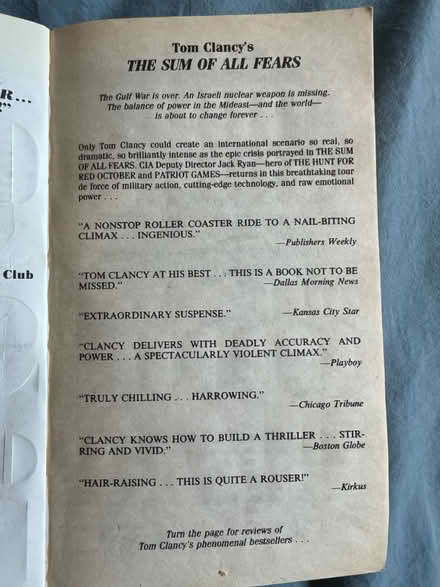 R...
Club
Tom Clancy's
THE SUM OF ALL FEARS
The Gulf War is over. An Israeli nuclear weapon is missing.
The balance of power in the Mideast—and the world—
is about to change forever . . .
Only Tom Clancy could create an international scenario so real, so
dramatic, so brilliantly intense as the epic crisis portrayed in THE SUM
OF ALL FEARS. CIA Deputy Director Jack Ryan—hero of THE HUNT FOR
RED OCTOBER and PATRIOT GAMES—returns in this breathtaking tour
de force of military action, cutting-edge technology, and raw emotional
power . . .
"A NONSTOP ROLLER COASTER RIDE TO A NAIL-BITING
CLIMAX . . . INGENIOUS."
—Publishers Weekly
"TOM CLANCY AT HIS BEST . . . THIS IS A BOOK NOT TO BE
MISSED." —Dallas Morning News
"EXTRAORDINARY SUSPENSE." —Kansas City Star
"CLANCY DELIVERS WITH DEADLY ACCURACY AND
POWER . . . A SPECTACULARLY VIOLENT CLIMAX."
—Playboy
"TRULY CHILLING . . . HARROWING."
—Chicago Tribune
"CLANCY KNOWS HOW TO BUILD A THRILLER . . . STIR-
RING AND VIVID." —Boston Globe
"HAIR-RAISING . . . THIS IS QUITE A ROUSER!"
—Kirkus
Turn the page for reviews of
Tom Clancy's phenomenal bestsellers . . .